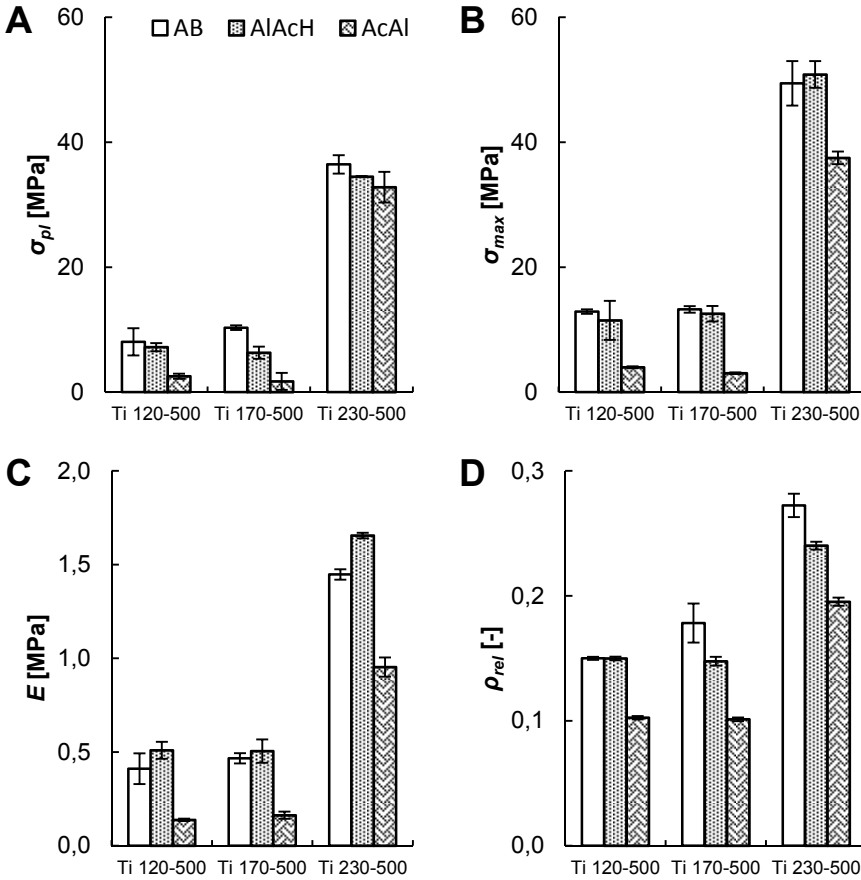 A
AB AlAcH AcAl
60
40
20
0
σpl [MPa]
Ti 120-500 Ti 170-500 Ti 230-500
B
60
40
20
0
σmax [MPa]
Ti 120-500 Ti 170-500 Ti 230-500
C
2,0
1,5
1,0
0,5
0,0
E [MPa]
Ti 120-500 Ti 170-500 Ti 230-500
D
0,3
0,2
0,1
0,0
ρrel [-]
Ti 120-500 Ti 170-500 Ti 230-500